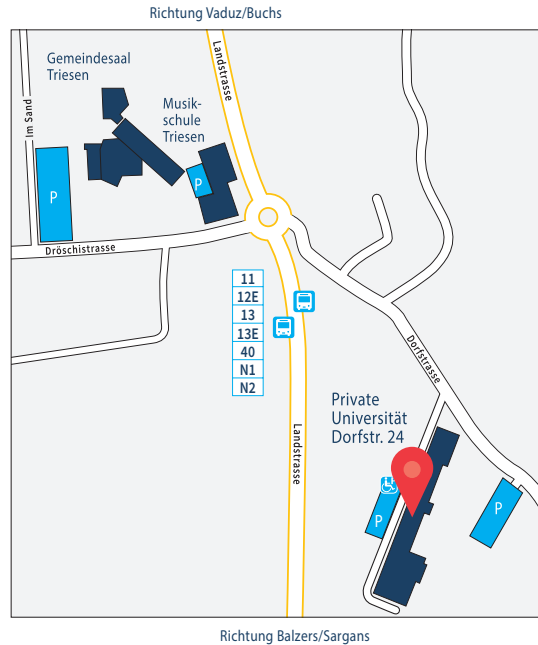 Richtung Vaduz/Buchs
Landstrasse
Gemeindesaal
Triesen
Im Sand
Musik-
schule
Triesen
P
P
Dröschistrasse
11
12E
13
13E
40
N1
N2
Dorfstrasse
Private
Universität
Dorfstr. 24
Landstrasse
P
P
Richtung Balzers/Sargans